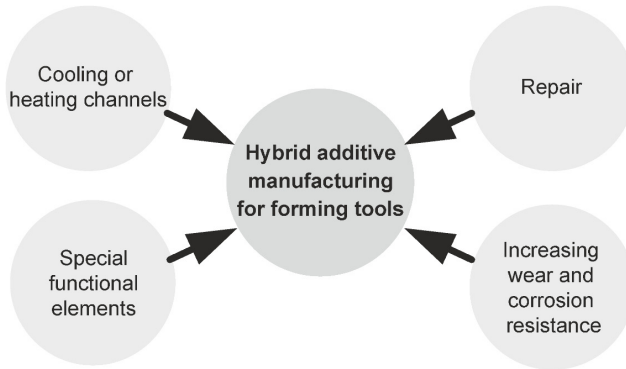 Cooling or
heating channels
Repair
Hybrid additive
manufacturing
for forming tools
Special
functional
elements
Increasing
wear and
corrosion
resistance